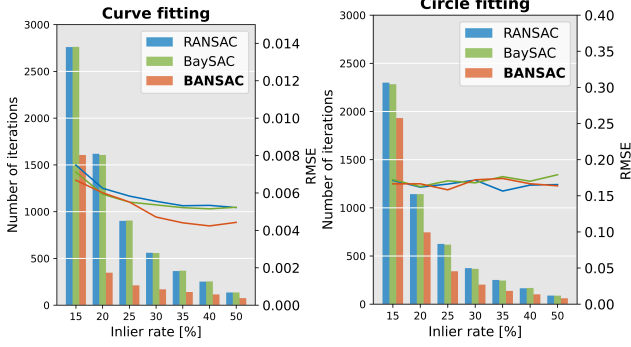 Curve fitting
3000
2500
2000
1500
1000
500
0
Number of iterations
RANSAC
BaySAC
BANSAC
0.014
0.012
0.010
0.008
0.006
0.004
0.002
0.000
RMSE
15 20 25 30 35 40 50
Inlier rate [%]
Circle fitting
3000
2500
2000
1500
1000
500
0
Number of iterations
RANSAC
BaySAC
BANSAC
0.40
0.35
0.30
0.25
0.20
0.15
0.10
0.05
0.00
RMSE
15 20 25 30 35 40 50
Inlier rate [%]